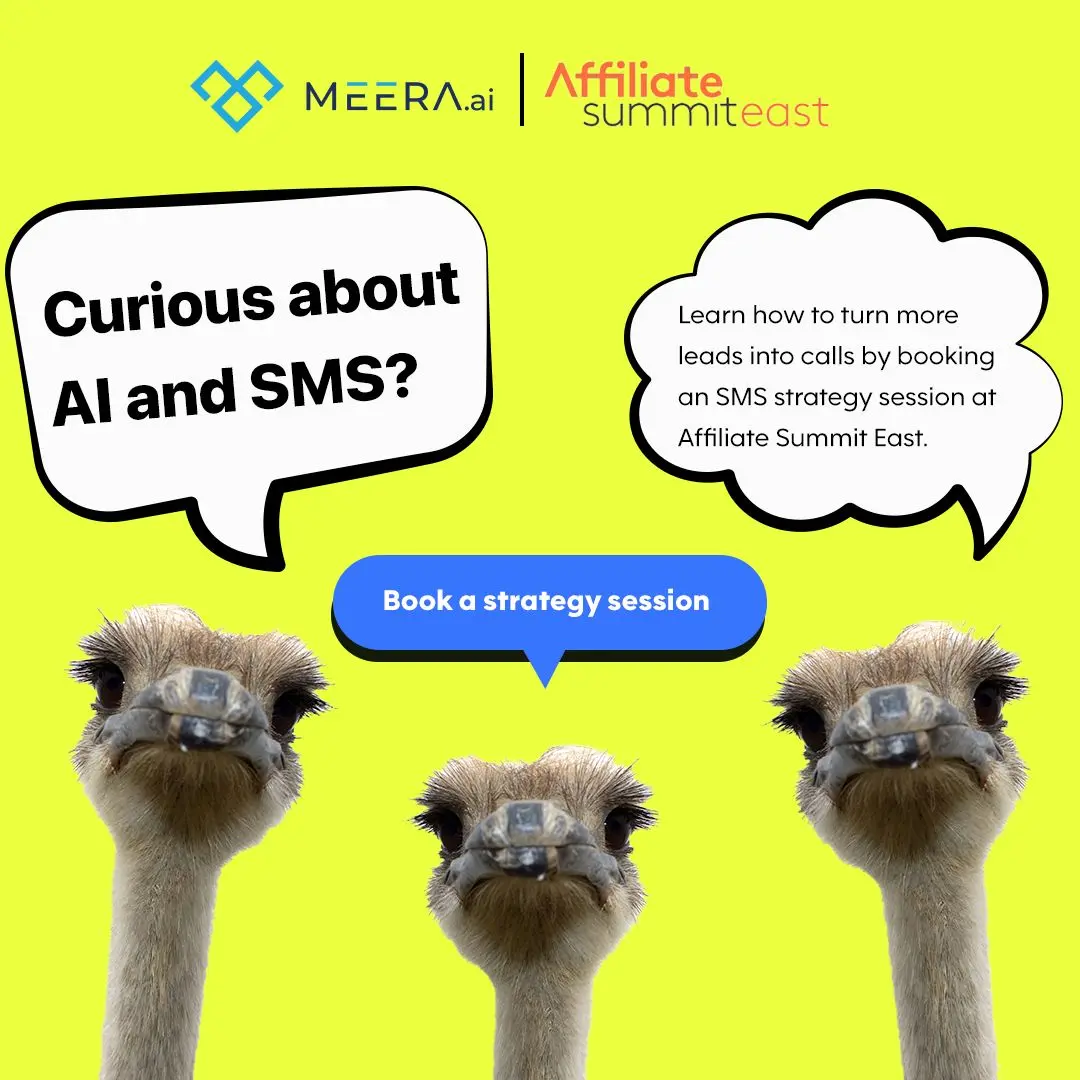 MEERA.ai
Affiliate
summiteast
Curious about
AI and SMS?
Learn how to turn more
leads into calls by booking
an SMS strategy session at
Affiliate Summit East.
Book a strategy session